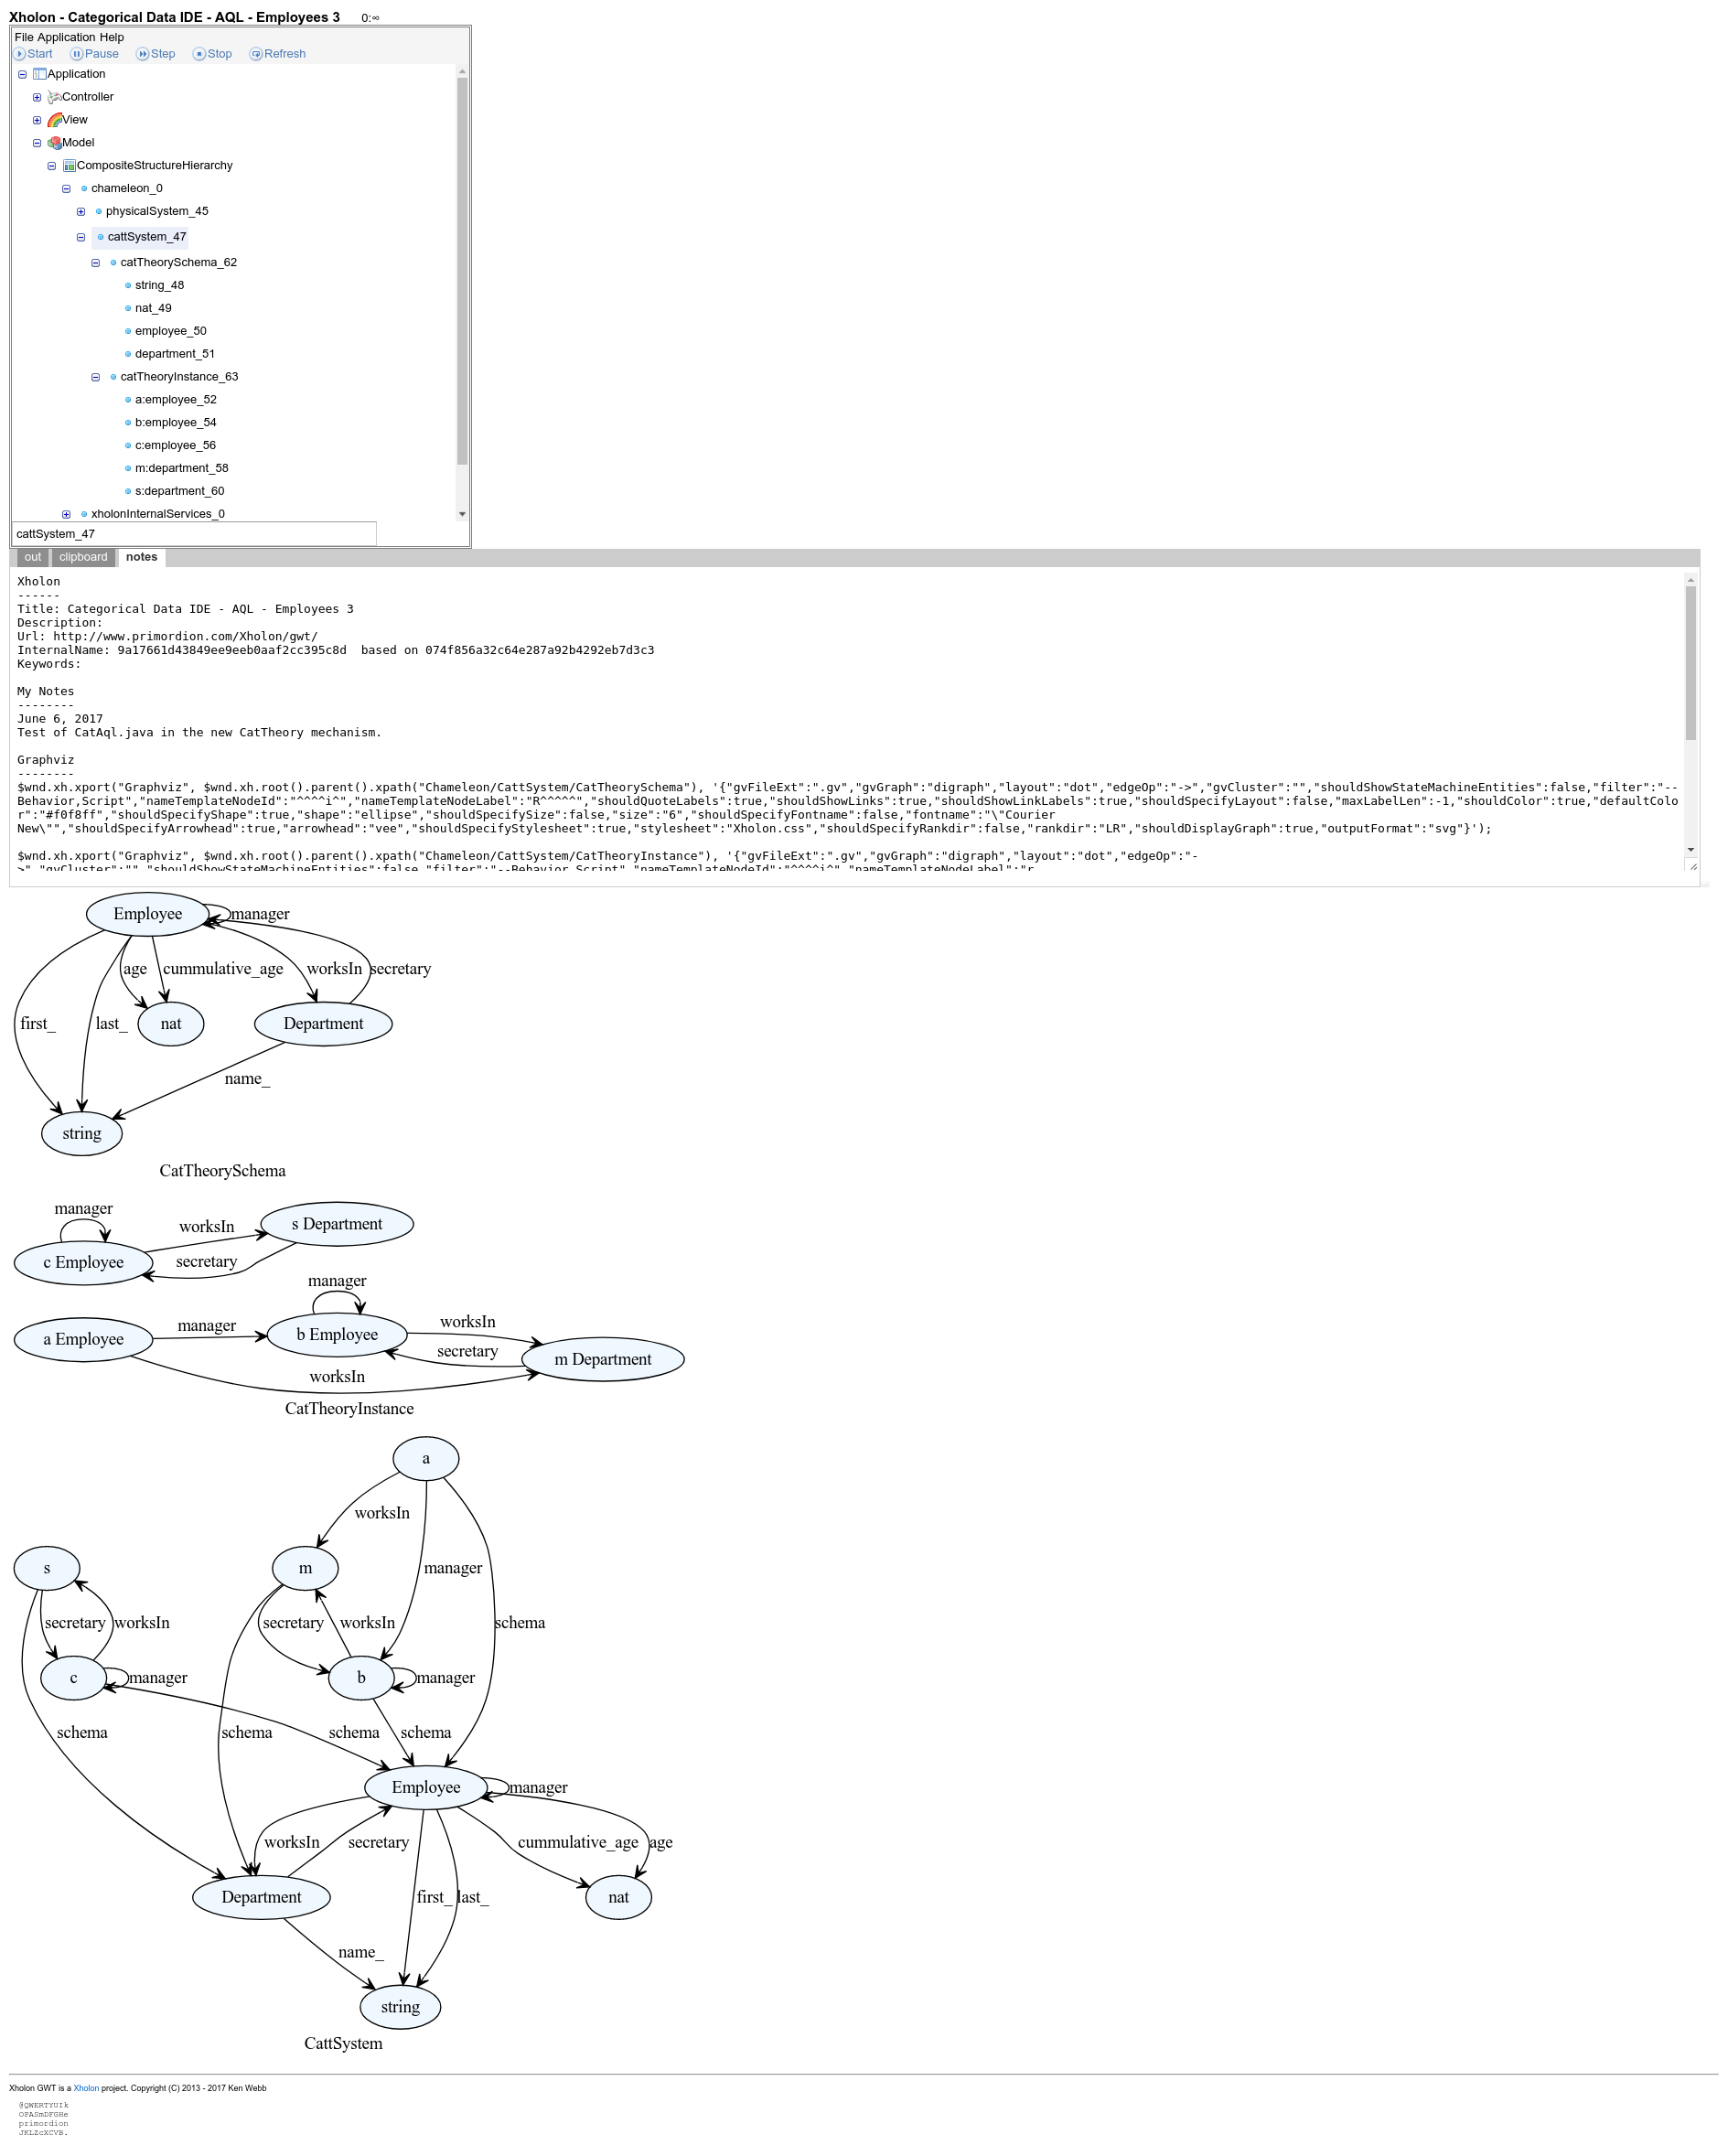 Xholon - Categorical Data IDE - AQL - Employees 3 0:∞
File Application Help
Start Pause Step Stop Refresh
Application
Controller
View
Model
CompositeStructureHierarchy
chameleon_0
physicalSystem_45
cattSystem_47
catTheorySchema_62
string_48
nat_49
employee_50
department_51
catTheoryInstance_63
a:employee_52
b:employee_54
c:employee_56
m:department_58
s:department_60
xholonInternalServices_0
cattSystem_47
out clipboard notes
Xholon
------
Title: Categorical Data IDE - AQL - Employees 3
Description:
Url: http://www.primordion.com/Xholon/gwt/
InternalName: 9a17661d43849ee9eeb0aaf2cc395c8d  based on 074f856a32c64e287a92b4292eb7d3c3
Keywords:
My Notes
--------
June 6, 2017
Test of CatAql.java in the new CatTheory mechanism.
Graphviz
--------
$wnd.xh.xport("Graphviz", $wnd.xh.root().parent().xpath("Chameleon/CattSystem/CatTheorySchema"), '{"gvFileExt":".gv","gvGraph":"digraph","layout":"dot","edgeOp":"->","gvCluster":"","shouldShowStateMachineEntities":false,"filter":"--
Behavior,Script","nameTemplateNodeId":"^^^^i^","nameTemplateNodeLabel":"R^^^^^","shouldQuoteLabels":true,"shouldShowLinks":true,"shouldShowLinkLabels":true,"shouldSpecifyLayout":false,"maxLabelLen":-1,"shouldColor":true,"defaultColo
r":"#f0f8ff","shouldSpecifyShape":true,"shape":"ellipse","shouldSpecifySize":false,"size":"6","shouldSpecifyFontname":false,"fontname":"\"Courier
New\"","shouldSpecifyArrowhead":true,"arrowhead":"vee","shouldSpecifyStylesheet":true,"stylesheet":"Xholon.css","shouldSpecifyRankdir":false,"rankdir":"LR","shouldDisplayGraph":true,"outputFormat":"svg"}');
$wnd.xh.xport("Graphviz", $wnd.xh.root().parent().xpath("Chameleon/CattSystem/CatTheoryInstance"), '{"gvFileExt":".gv","gvGraph":"digraph","layout":"dot","edgeOp":"-
>","gvCluster":"","shouldShowStateMachineEntities":false,"filter":"--Behavior,Script","nameTemplateNodeId":"^^^^i^","nameTemplateNodeLabel":"r
Employee manager
age cummulative_age worksIn secretary
first_ last_ nat Department
name_
string
CatTheorySchema
manager
worksIn s Department
c Employee secretary
manager
a Employee manager b Employee worksIn
secretary m Department
worksIn
CatTheoryInstance
a
worksIn
s m manager
secretary worksIn secretary worksIn schema
c manager b manager
schema schema schema schema
Employee manager
worksIn secretary cummulative_age age
Department first_ last_ nat
name_
string
CattSystem
Xholon GWT is a Xholon project. Copyright (C) 2013 - 2017 Ken Webb
@QWERTYUIk
OPASmDFGHe
primordion
JKLZcXCVB.